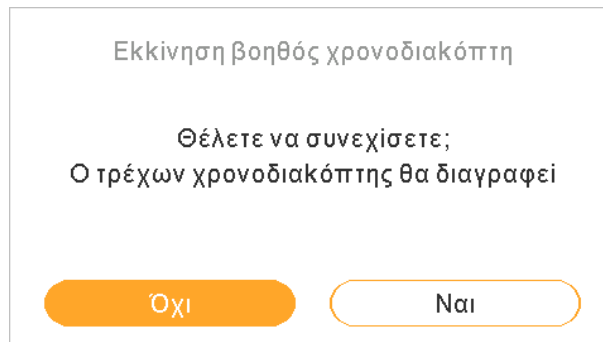 Εκκίνηση βοηθός χρονοδιακόπτη
Θέλετε να συνεχίσετε;
Ο τρέχων χρονοδιακόπτης θα διαγραφεί
Όχι
Ναι